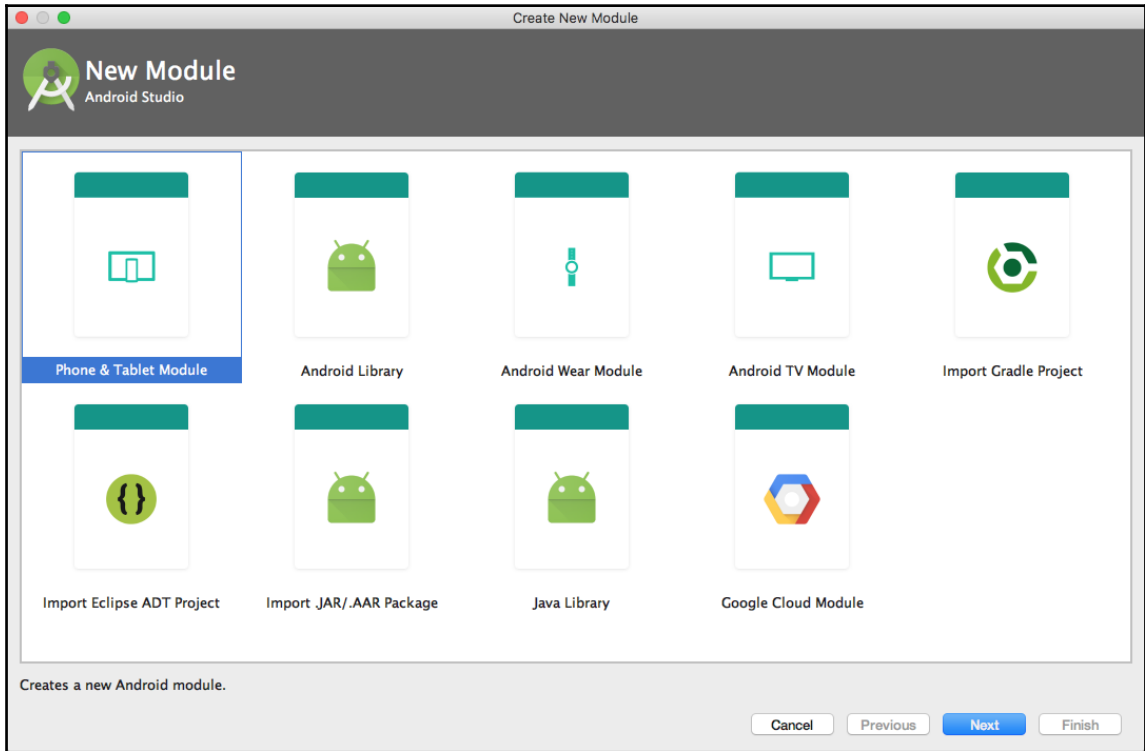 Create New Module
New Module
Android Studio
Phone & Tablet Module
Android Library
Android Wear Module
Android TV Module
Import Gradle Project
{}
Import Eclipse ADT Project
Import .JAR/.AAR Package
Java Library
Google Cloud Module
Creates a new Android module.
Cancel
Previous
Next
Finish